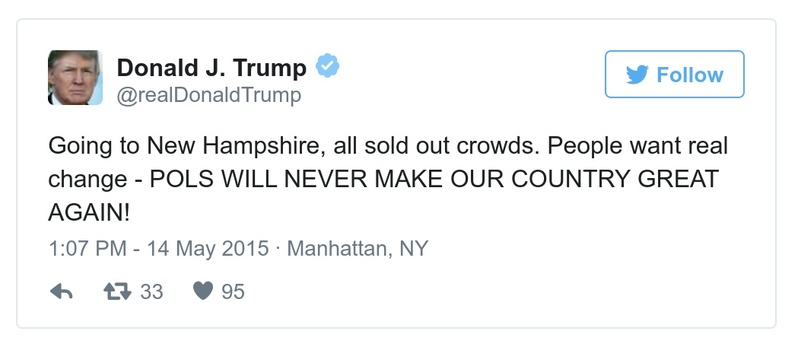 Donald J. Trump
@realDonaldTrump
Follow
Going to New Hampshire, all sold out crowds. People want real
change - POLS WILL NEVER MAKE OUR COUNTRY GREAT
AGAIN!
1:07 PM - 14 May 2015 · Manhattan, NY
33 95